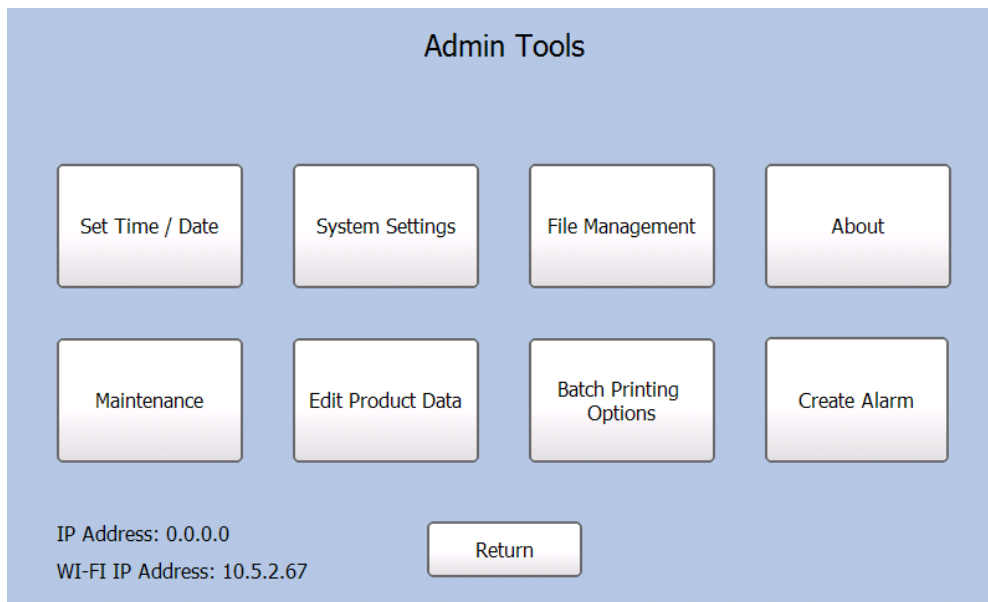 Admin Tools
Set Time / Date
System Settings
File Management
About
Maintenance
Edit Product Data
Batch Printing
Options
Create Alarm
IP Address: 0.0.0.0
WI-FI IP Address: 10.5.2.67
Return